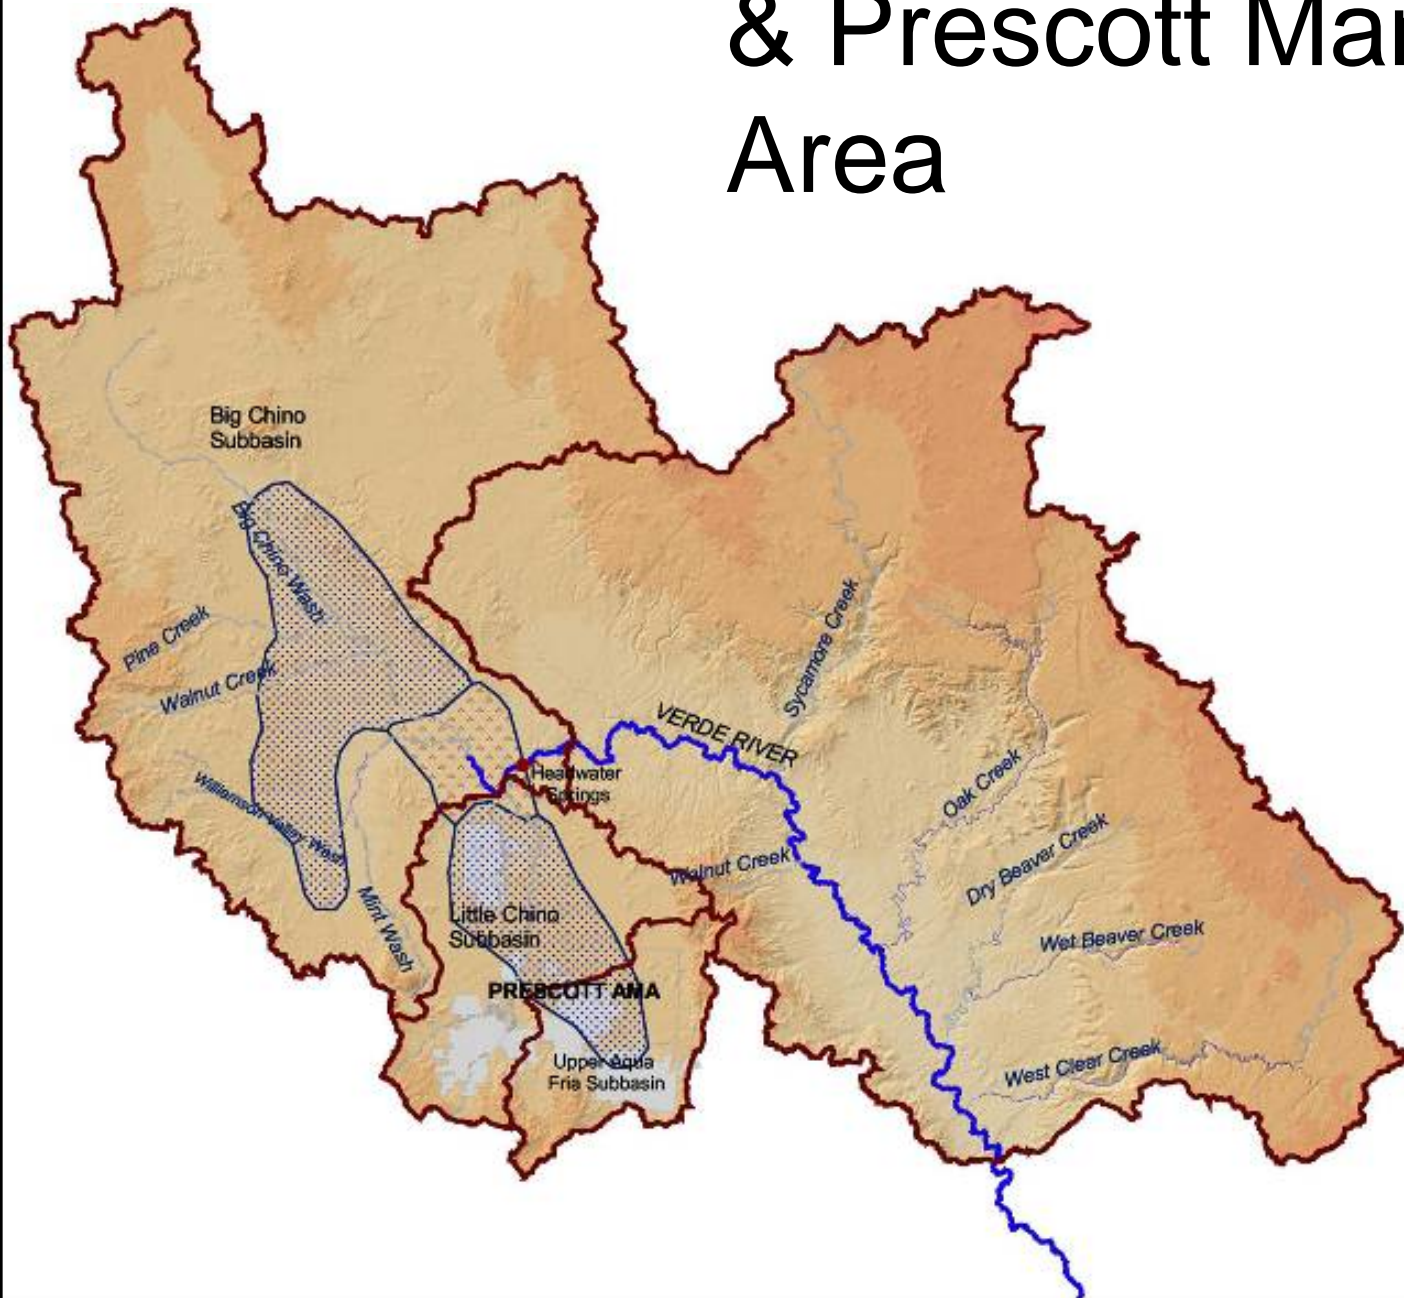 & Prescott Mar
Area
Big Chino
Subbasin
Big Chino Wash
Pine Creek
Walnut Creek
Williamson Valley Wash
Mint Wash
Sycamore Creek
VERDE RIVER
Headwater
Springs
Oak Creek
Dry Beaver Creek
Walnut Creek
Wet Beaver Creek
Little Chino
Subbasin
PRESCOTT AMA
West Clear Creek
Upper Aqua
Fria Subbasin